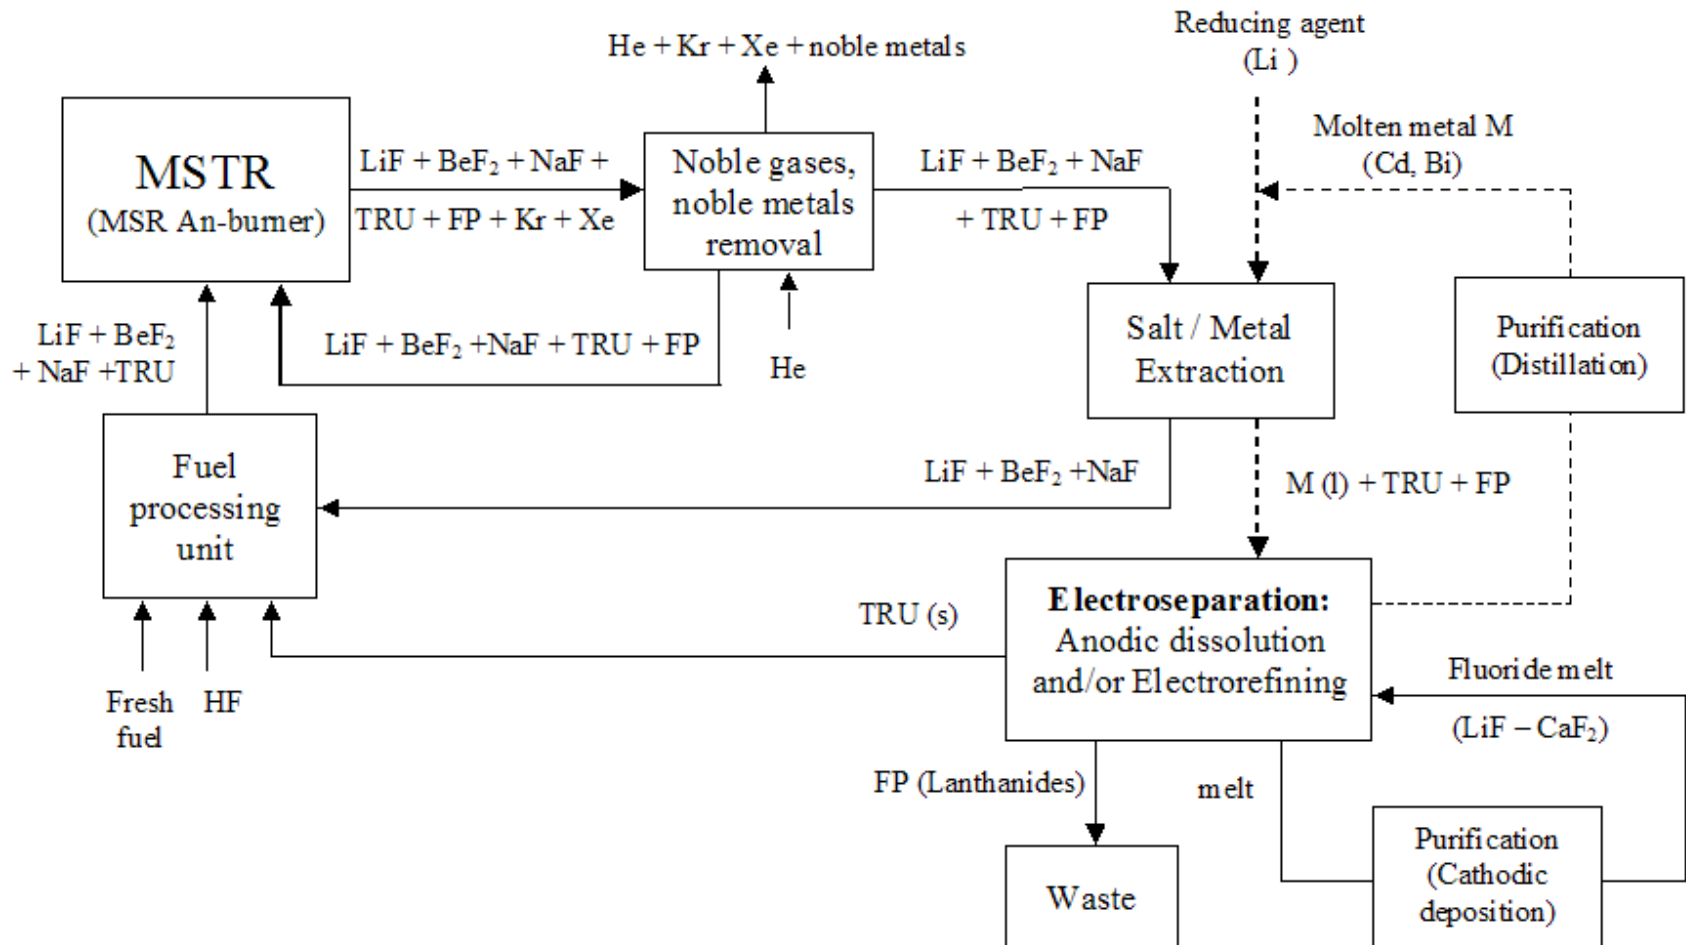 He + Kr + Xe + noble metals
Reducing agent
(Li )
Molten metal M
(Cd, Bi)
MSTR
(MSR An-burner)
LiF + BeF₂ + NaF +
TRU + FP + Kr + Xe
Noble gases,
noble metals
removal
LiF + BeF₂ + NaF
+ TRU + FP
LiF + BeF₂
+ NaF +TRU
LiF + BeF₂ +NaF + TRU + FP
He
Salt / Metal
Extraction
Purification
(Distillation)
Fuel
processing
unit
LiF + BeF₂ +NaF
M (l) + TRU + FP
TRU (s)
Electroseparation:
Anodic dissolution
and/or Electrorefining
Fresh
fuel
HF
Fluoride melt
(LiF – CaF₂)
FP (Lanthanides)
melt
Waste
Purification
(Cathodic
deposition)